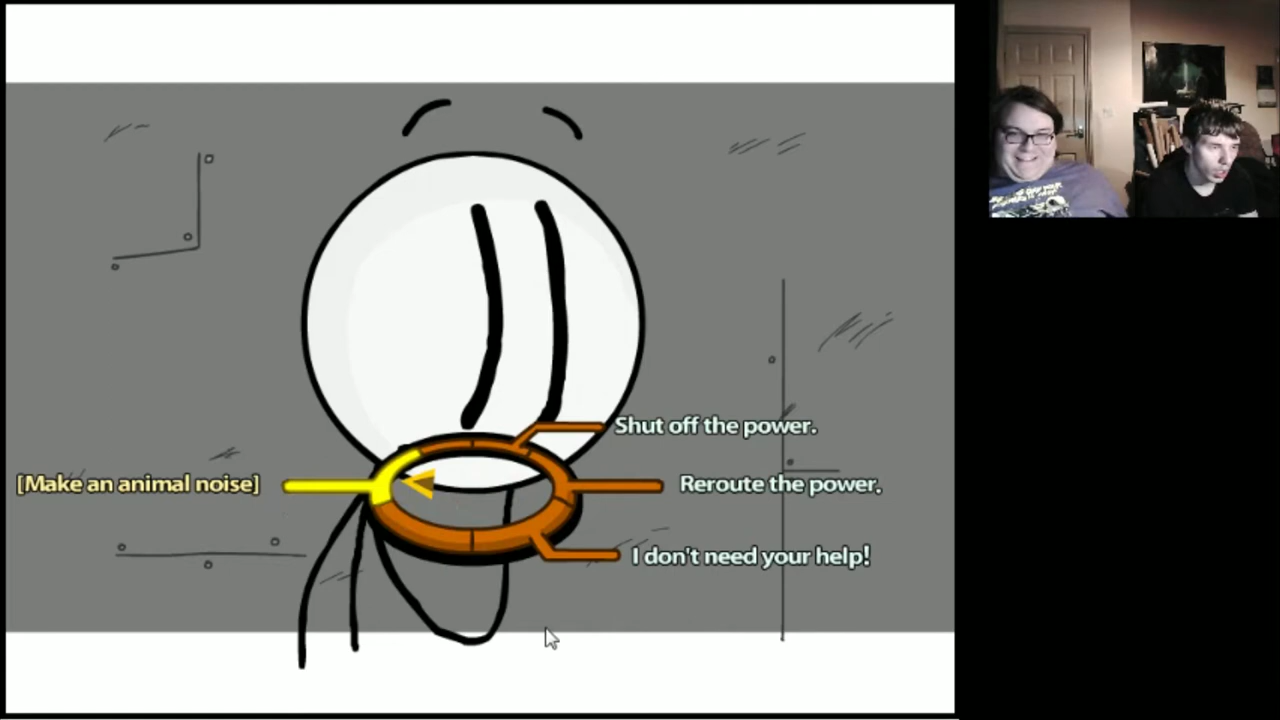 Shut off the power.
[Make an animal noise]
Reroute the power.
I don't need your help!